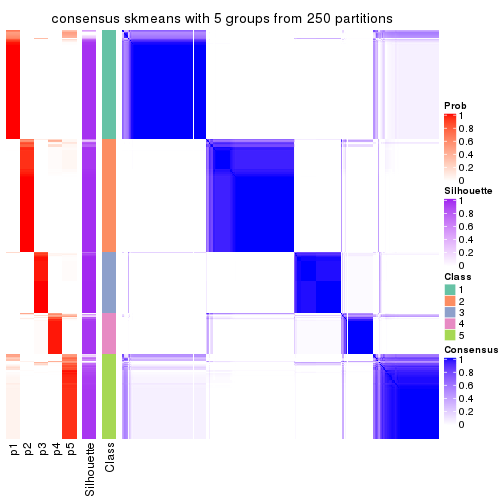 consensus skmeans with 5 groups from 250 partitions
Prob
1
0.8
0.6
0.4
0.2
0
Silhouette
1
0.8
0.6
0.4
0.2
0
Class
1
2
3
4
5
Consensus
1
0.8
0.6
0.4
0.2
0
p1
p2
p3
p4
p5
Silhouette
Class